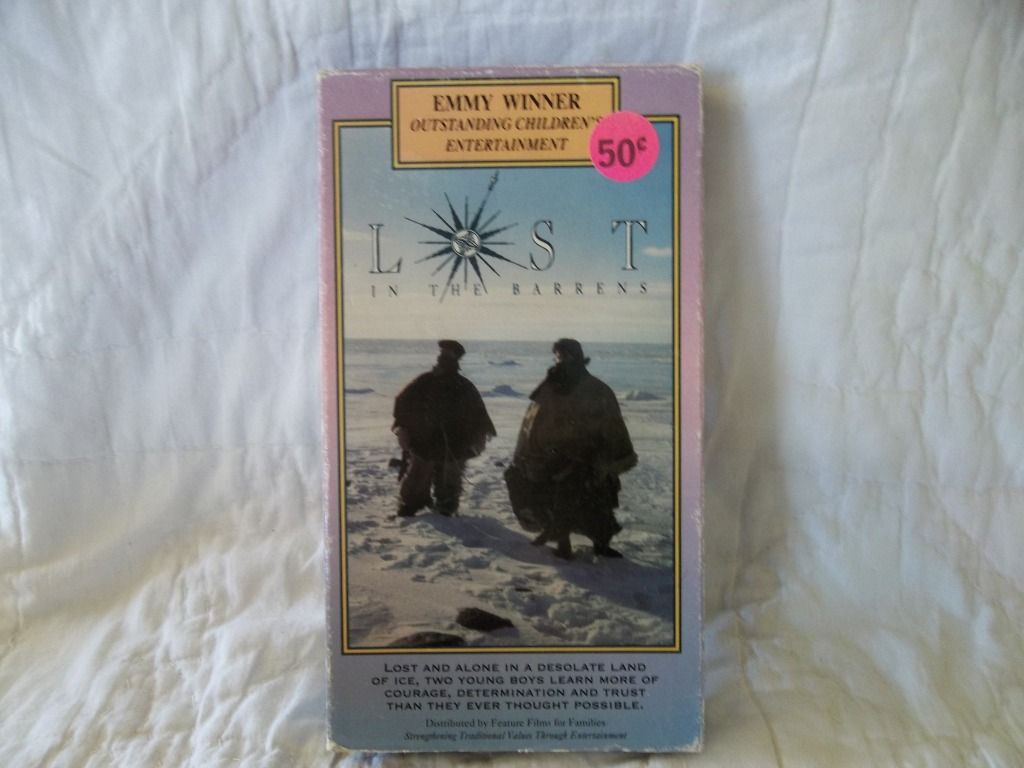 EMMY WINNER
OUTSTANDING CHILDREN'S
ENTERTAINMENT
50¢
LOST
IN THE BARRENS
LOST AND ALONE IN A DESOLATE LAND
OF ICE, TWO YOUNG BOYS LEARN MORE OF
COURAGE, DETERMINATION AND TRUST
THAN THEY EVER THOUGHT POSSIBLE.
Distributed by Feature Films for Families
Strengthening Traditional Values Through Entertainment